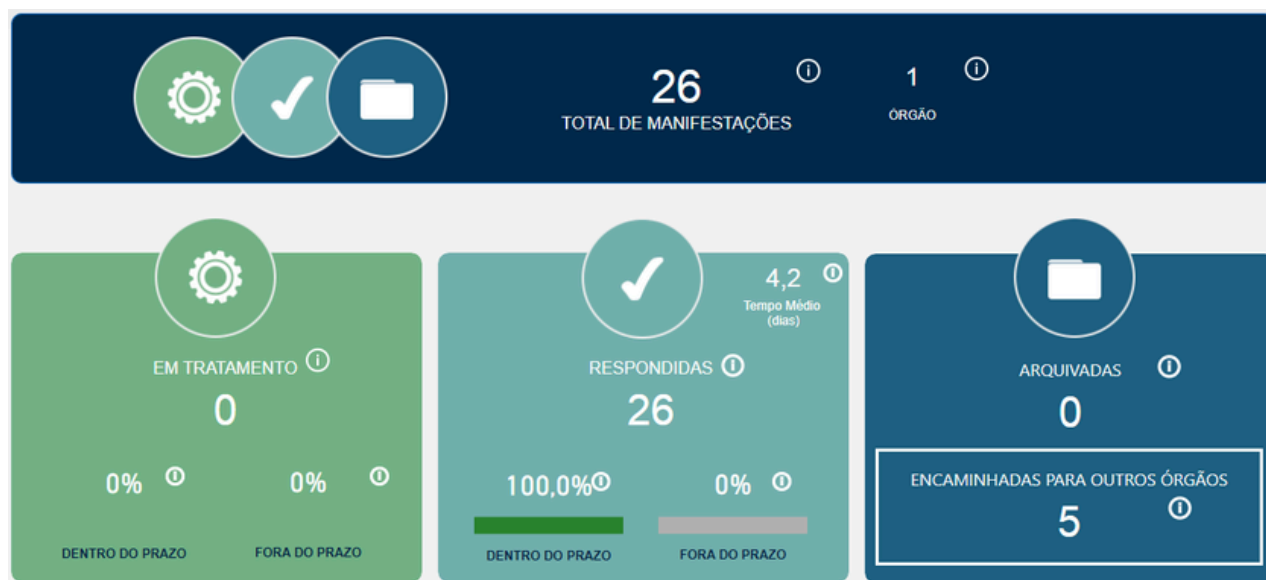 26
TOTAL DE MANIFESTAÇÕES
1
ÓRGÃO
EM TRATAMENTO
0
0%
0%
DENTRO DO PRAZO
FORA DO PRAZO
4,2
Tempo Médio
(dias)
RESPONDIDAS
26
100,0%
0%
DENTRO DO PRAZO
FORA DO PRAZO
ARQUIVADAS
0
ENCAMINHADAS PARA OUTROS ÓRGÃOS
5